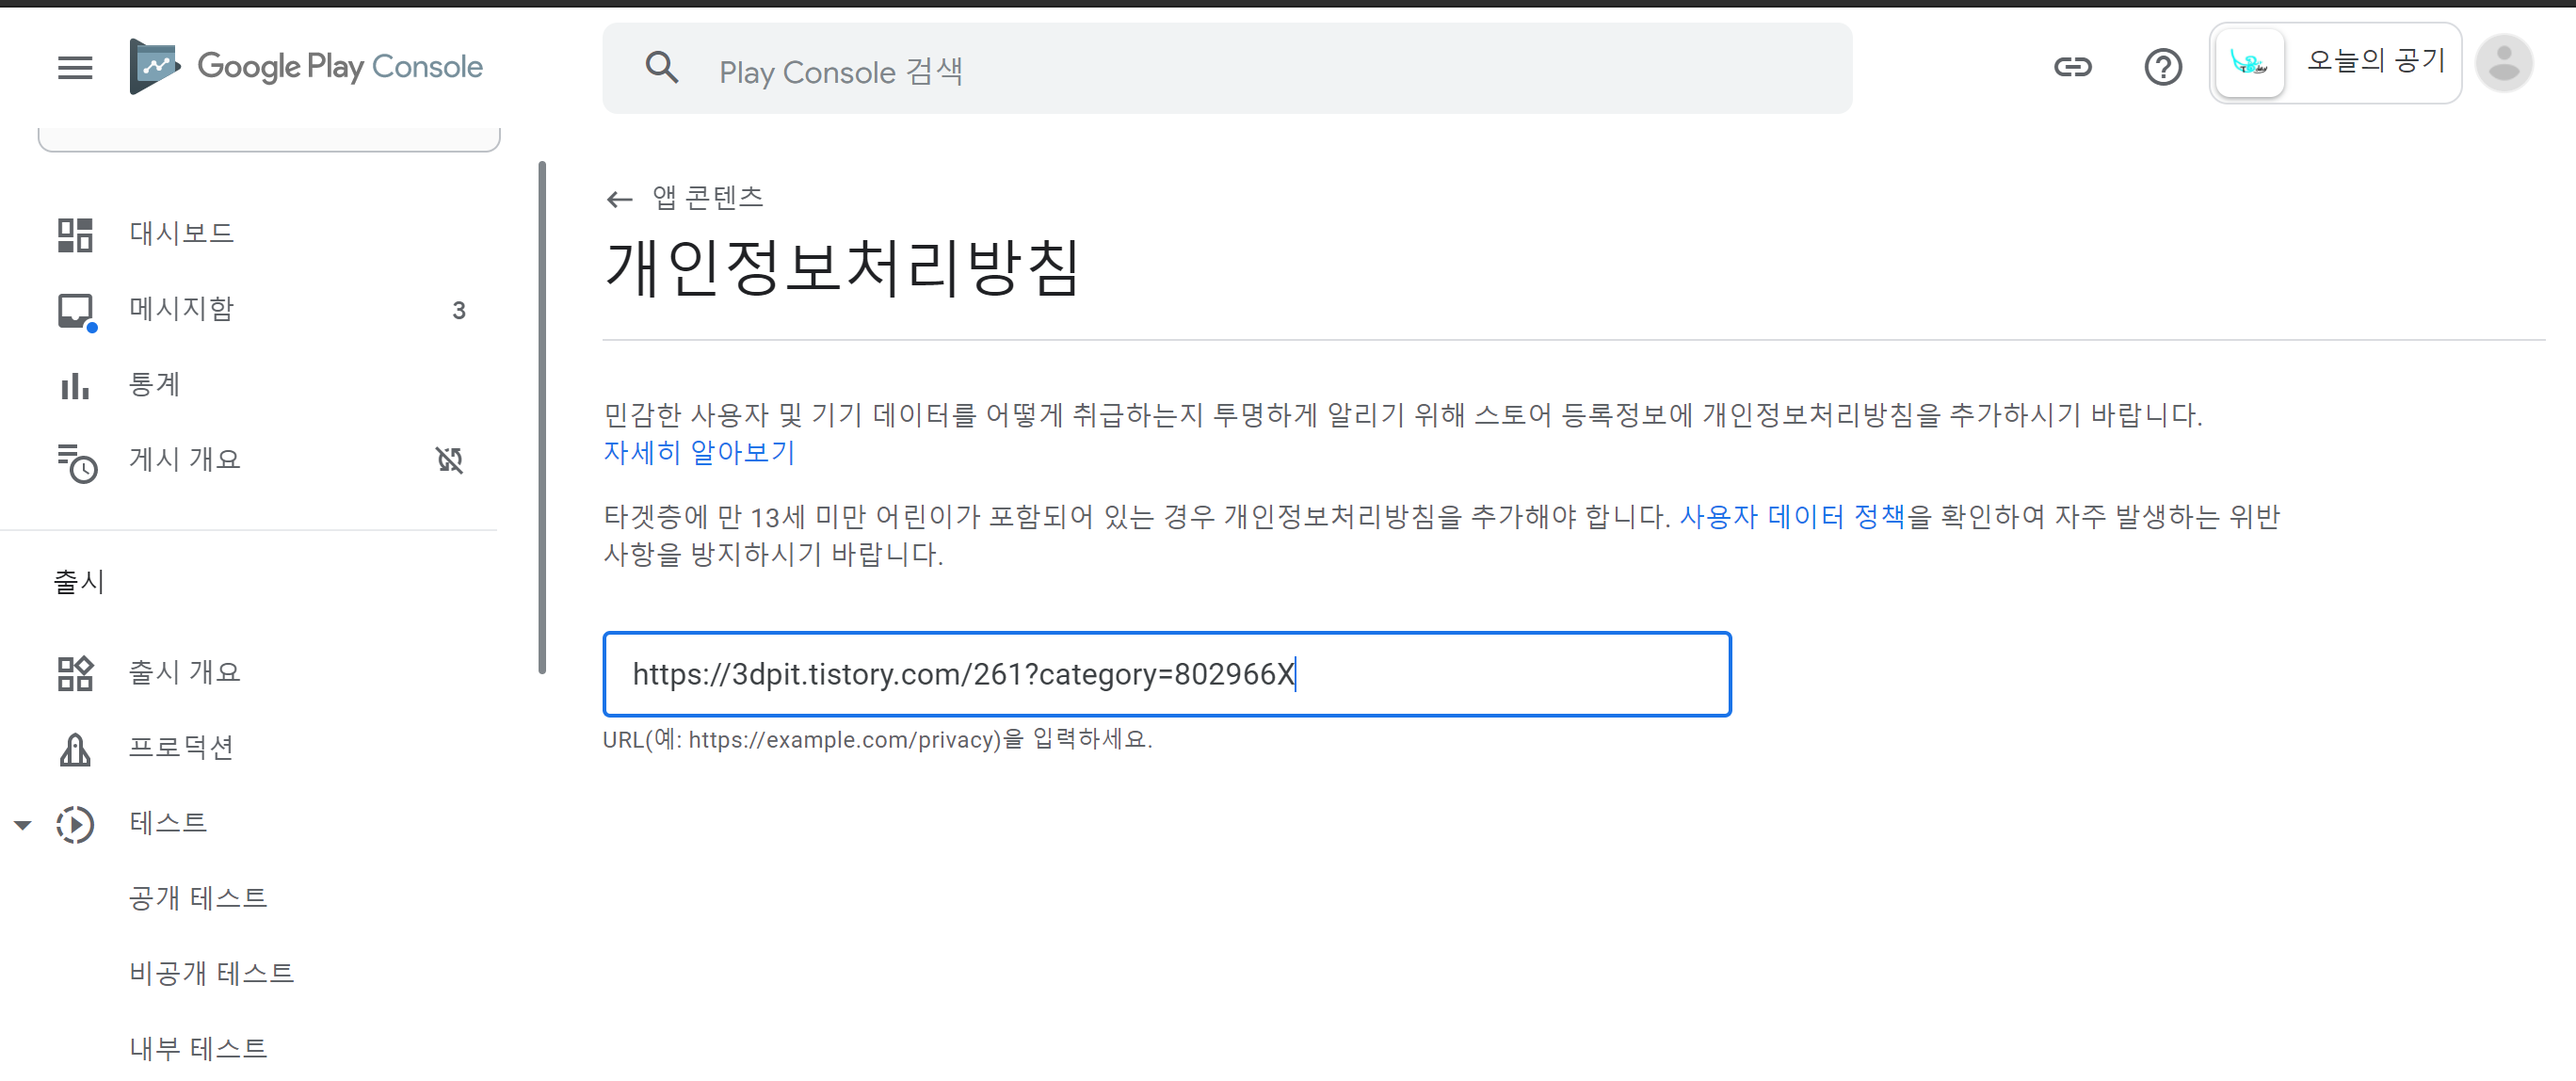 Google Play Console
Play Console 검색
오늘의 공기
대시보드
메시지함 3
통계
게시 개요
출시
출시 개요
프로덕션
테스트
공개 테스트
비공개 테스트
내부 테스트
앱 콘텐츠
개인정보처리방침
민감한 사용자 및 기기 데이터를 어떻게 취급하는지 투명하게 알리기 위해 스토어 등록정보에 개인정보처리방침을 추가하시기 바랍니다.
자세히 알아보기
타겟층에 만 13세 미만 어린이가 포함되어 있는 경우 개인정보처리방침을 추가해야 합니다. 사용자 데이터 정책을 확인하여 자주 발생하는 위반
사항을 방지하시기 바랍니다.
https://3dpit.tistory.com/261?category=802966X
URL(예: https://example.com/privacy)을 입력하세요.